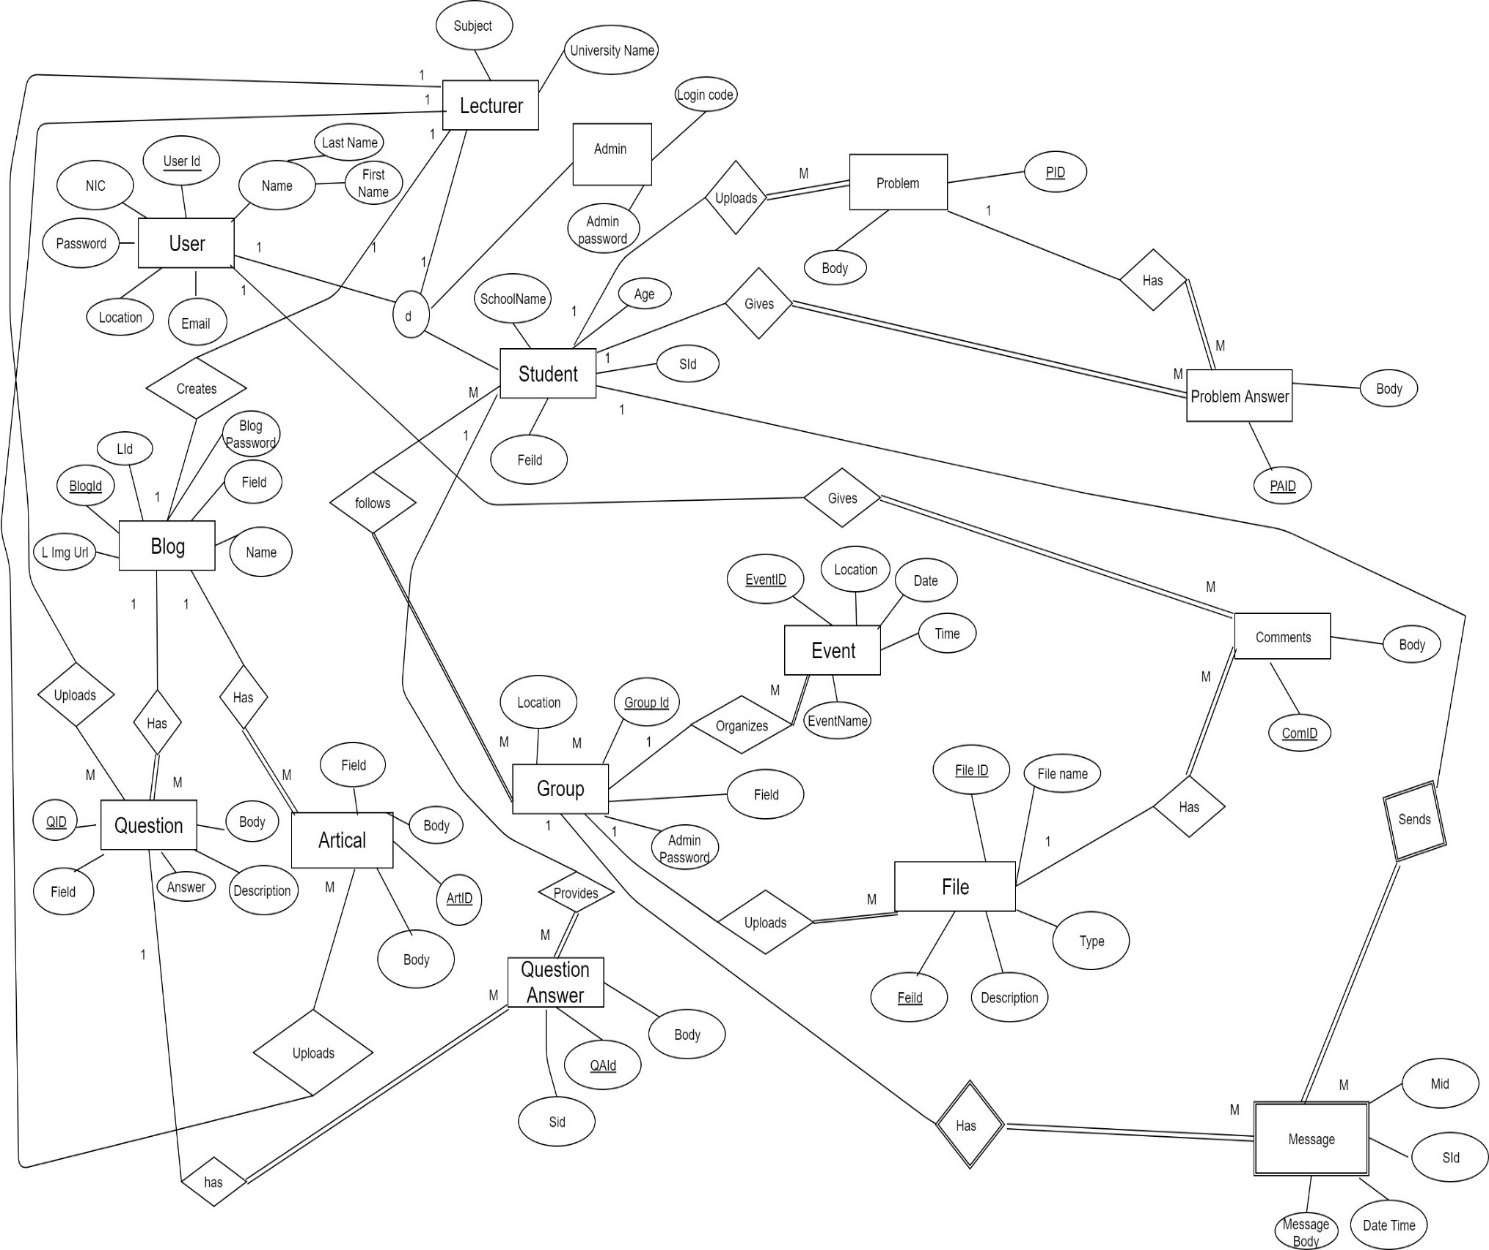 Subject
University Name
1
Lecturer
1
1
Login code
Admin
Last Name
User Id
Name
First
Name
NIC
Admin
password
Uploads
M
Problem
PID
1
Body
Has
M
Password
User
1
1
1
1
Location
Email
d
SchoolName
Age
1
Gives
1
Student
SId
M
1
1
Feild
M
Problem Answer
Body
PAID
Creates
Blog
Password
LId
BlogId
Field
1
L Img Url
Blog
Name
1
1
follows
Gives
M
Comments
Body
ComID
M
EventID
Location
Date
Time
Event
M
EventName
Organizes
Location
Group Id
M
M
1
Group
Field
Admin
Password
1
1
Uploads
Has
Has
M
M
M
QID
Question
Body
Field
Answer
Description
1
Field
Artical
Body
M
ArtID
Body
Uploads
Provides
M
Question
Answer
M
Body
QAId
Sid
has
File ID
File name
1
Has
File
M
Uploads
Feild
Description
Type
Sends
Has
M
M
Message
Mid
SId
Message
Body
Date Time